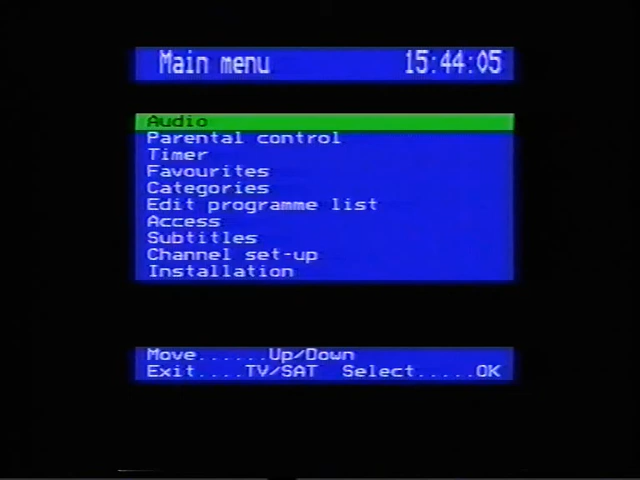 Main menu 15:44:05
Audio
Parental control
Timer
Favourites
Categories
Edit programme list
Access
Subtitles
Channel set-up
Installation
Move......Up/Down
Exit....TV/SAT Select.....OK